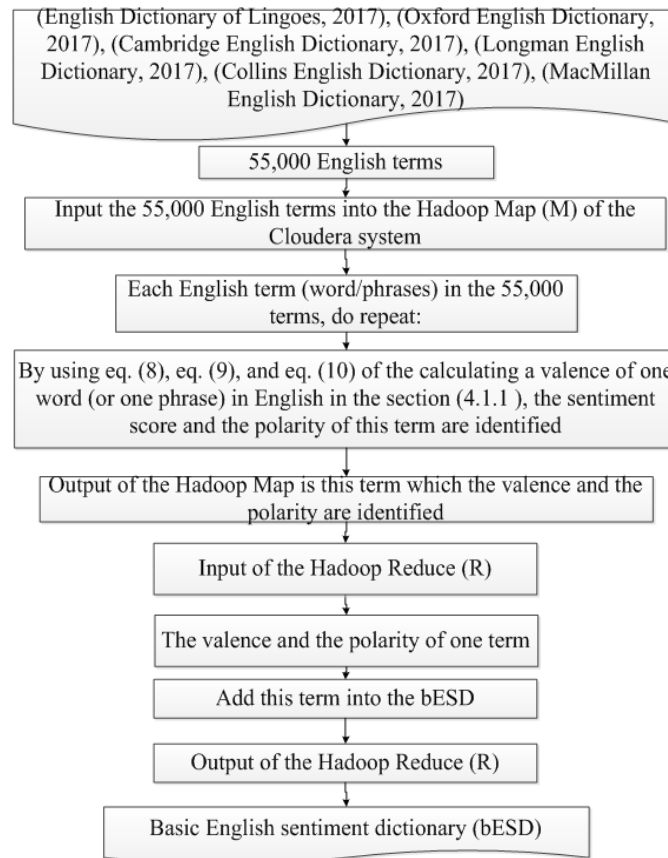 (English Dictionary of Lingoes, 2017), (Oxford English Dictionary,
2017), (Cambridge English Dictionary, 2017), (Longman English
Dictionary, 2017), (Collins English Dictionary, 2017), (MacMillan
English Dictionary, 2017)
55,000 English terms
Input the 55,000 English terms into the Hadoop Map (M) of the
Cloudera system
Each English term (word/phrases) in the 55,000
terms, do repeat:
By using eq. (8), eq. (9), and eq. (10) of the calculating a valence of one
word (or one phrase) in English in the section (4.1.1 ), the sentiment
score and the polarity of this term are identified
Output of the Hadoop Map is this term which the valence and the
polarity are identified
Input of the Hadoop Reduce (R)
The valence and the polarity of one term
Add this term into the bESD
Output of the Hadoop Reduce (R)
Basic English sentiment dictionary (bESD)